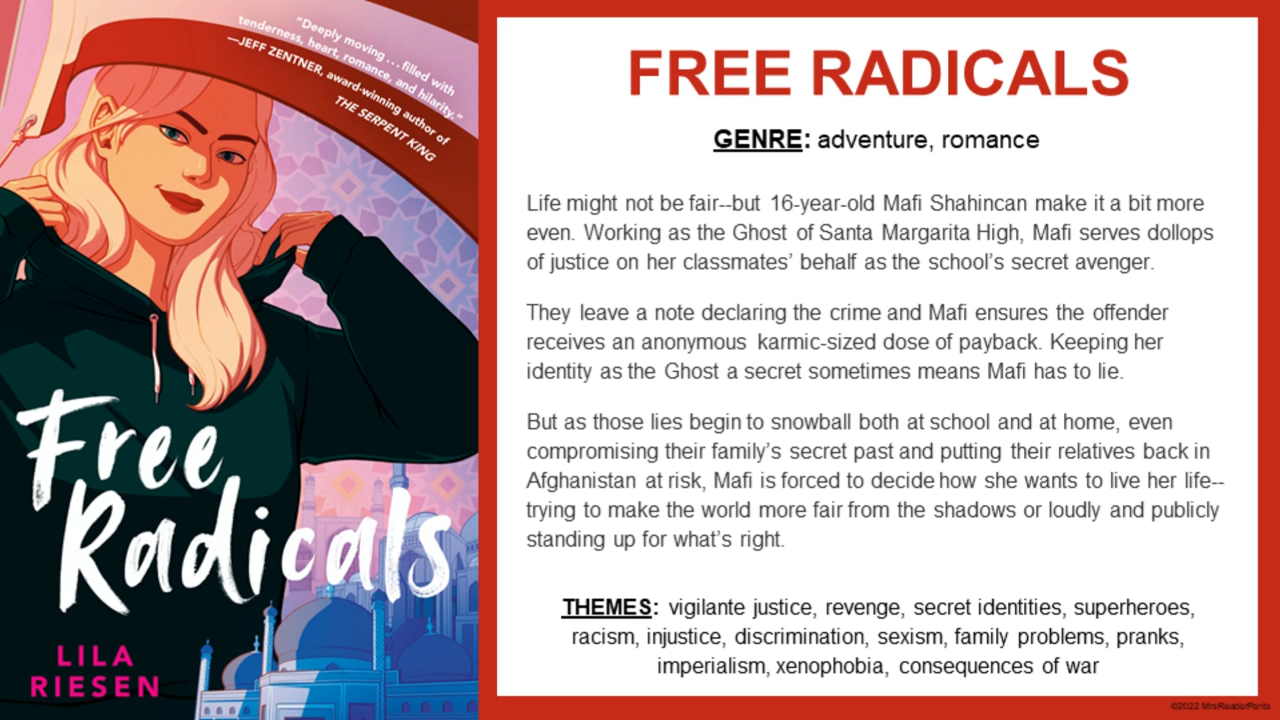 “Deeply moving . . . filled with
tenderness, heart, romance, and hilarity.”
—JEFF ZENTNER, award-winning author of
THE SERPENT KING
Free
Radicals
LILA
RIESEN
FREE RADICALS
GENRE: adventure, romance
Life might not be fair--but 16-year-old Mafi Shahincan make it a bit more
even. Working as the Ghost of Santa Margarita High, Mafi serves dollops
of justice on her classmates’ behalf as the school’s secret avenger.
They leave a note declaring the crime and Mafi ensures the offender
receives an anonymous karmic-sized dose of payback. Keeping her
identity as the Ghost a secret sometimes means Mafi has to lie.
But as those lies begin to snowball both at school and at home, even
compromising their family’s secret past and putting their relatives back in
Afghanistan at risk, Mafi is forced to decide how she wants to live her life--
trying to make the world more fair from the shadows or loudly and publicly
standing up for what’s right.
THEMES: vigilante justice, revenge, secret identities, superheroes,
racism, injustice, discrimination, sexism, family problems, pranks,
imperialism, xenophobia, consequences of war
©2022 MrsReaderPants